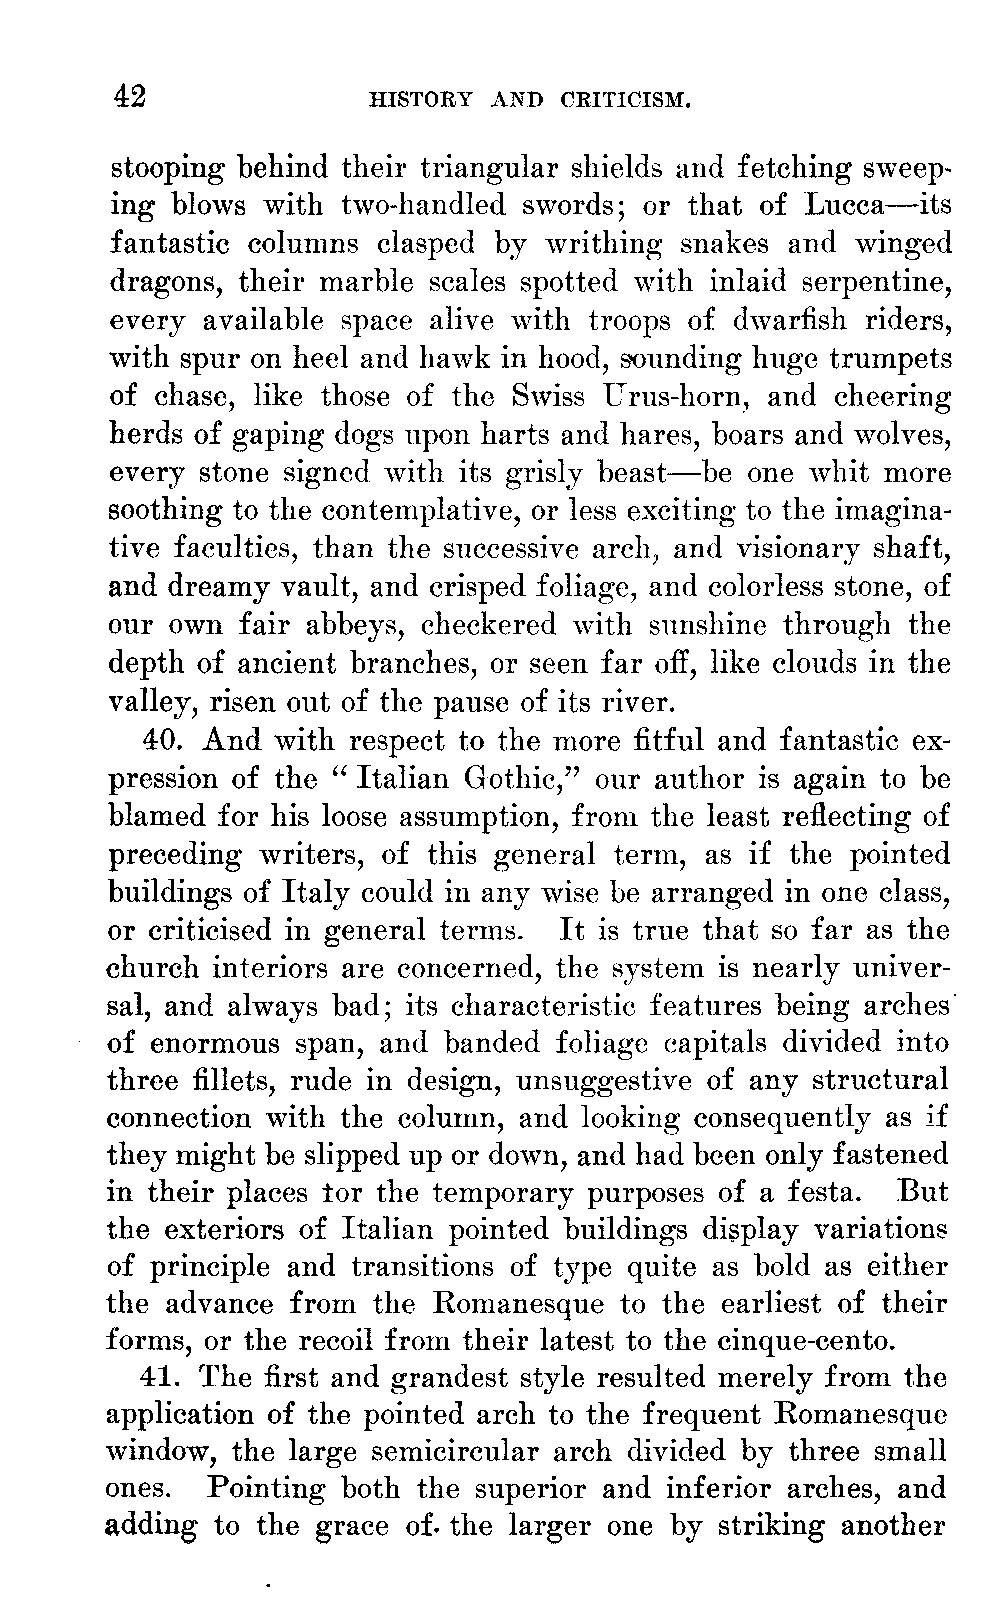 42 HISTORY AND CRITICISM.
stooping behind their triangular shields and fetching sweep-
ing blows with two-handled swords; or that of Lucca—its
fantastic columns clasped by writhing snakes and winged
dragons, their marble scales spotted with inlaid serpentine,
every available space alive with troops of dwarfish riders,
with spur on heel and hawk in hood, sounding huge trumpets
of chase, like those of the Swiss Urus-horn, and cheering
herds of gaping dogs upon harts and hares, boars and wolves,
every stone signed with its grisly beast—be one whit more
soothing to the contemplative, or less exciting to the imagina-
tive faculties, than the successive arch, and visionary shaft,
and dreamy vault, and crisped foliage, and colorless stone, of
our own fair abbeys, checkered with sunshine through the
depth of ancient branches, or seen far off, like clouds in the
valley, risen out of the pause of its river.
40. And with respect to the more fitful and fantastic ex-
pression of the “Italian Gothic,” our author is again to be
blamed for his loose assumption, from the least reflecting of
preceding writers, of this general term, as if the pointed
buildings of Italy could in any wise be arranged in one class,
or criticised in general terms. It is true that so far as the
church interiors are concerned, the system is nearly univer-
sal, and always bad; its characteristic features being arches
of enormous span, and banded foliage capitals divided into
three fillets, rude in design, unsuggestive of any structural
connection with the column, and looking consequently as if
they might be slipped up or down, and had been only fastened
in their places for the temporary purposes of a festa. But
the exteriors of Italian pointed buildings display variations
of principle and transitions of type quite as bold as either
the advance from the Romanesque to the earliest of their
forms, or the recoil from their latest to the cinque-cento.
41. The first and grandest style resulted merely from the
application of the pointed arch to the frequent Romanesque
window, the large semicircular arch divided by three small
ones. Pointing both the superior and inferior arches, and
adding to the grace of the larger one by striking another